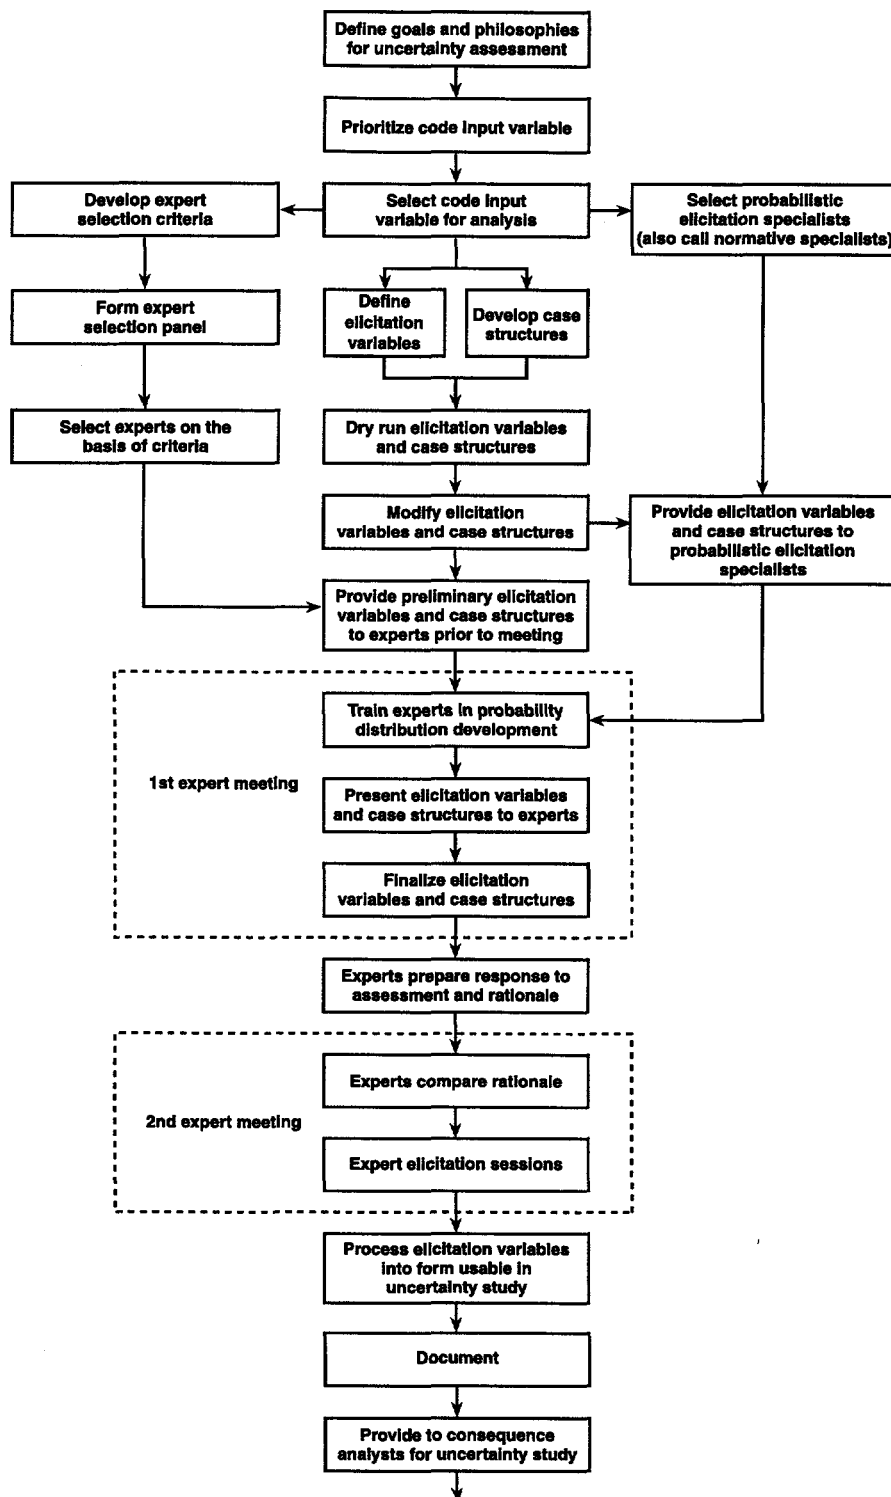 Define goals and philosophies
for uncertainty assessment
Prioritize code input variable
Develop expert
selection criteria
Select code input
variable for analysis
Select probabilistic
elicitation specialists
(also call normative specialists)
Form expert
selection panel
Define
elicitation
variables
Develop case
structures
Select experts on the
basis of criteria
Dry run elicitation variables
and case structures
Modify elicitation
variables and case structures
Provide elicitation variables
and case structures to
probabilistic elicitation
specialists
Provide preliminary elicitation
variables and case structures
to experts prior to meeting
Train experts in probability
distribution development
1st expert meeting
Present elicitation variables
and case structures to experts
Finalize elicitation
variables and case structures
Experts prepare response to
assessment and rationale
Experts compare rationale
2nd expert meeting
Expert elicitation sessions
Process elicitation variables
into form usable in
uncertainty study
Document
Provide to consequence
analysts for uncertainty study